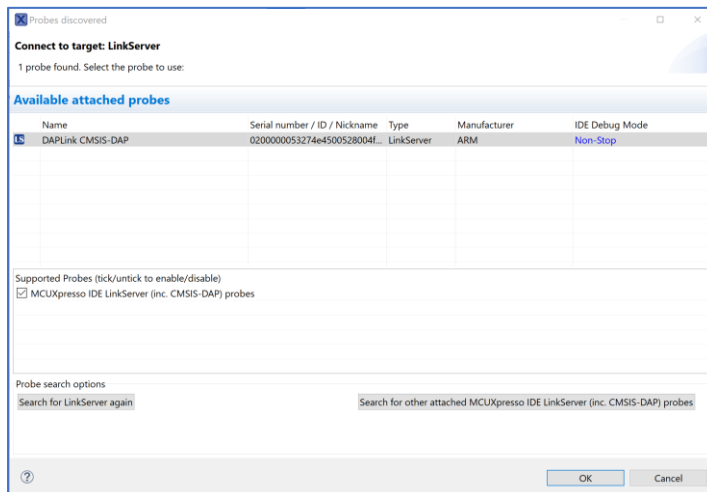 Probes discovered
Connect to target: LinkServer
1 probe found. Select the probe to use:
Available attached probes
Name Serial number / ID / Nickname Type Manufacturer IDE Debug Mode
LS DAPLink CMSIS-DAP 0200000053274e4500528004f... LinkServer ARM Non-Stop
Supported Probes (tick/untick to enable/disable)
MCUXpresso IDE LinkServer (inc. CMSIS-DAP) probes
Probe search options
Search for LinkServer again Search for other attached MCUXpresso IDE LinkServer (inc. CMSIS-DAP) probes
? OK Cancel